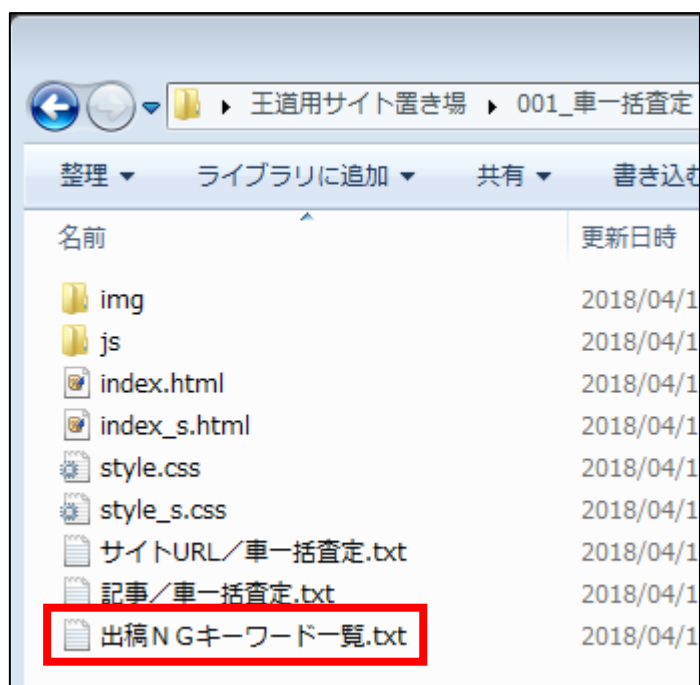 王道用サイト置き場 001_車一括査定
整理 ライブラリに追加 共有 書き込む
名前 更新日時
img 2018/04/1
js 2018/04/1
index.html 2018/04/1
index_s.html 2018/04/1
style.css 2018/04/1
style_s.css 2018/04/1
サイトURL／車一括査定.txt 2018/04/1
記事／車一括査定.txt 2018/04/1
出稿ＮＧキーワード一覧.txt 2018/04/1